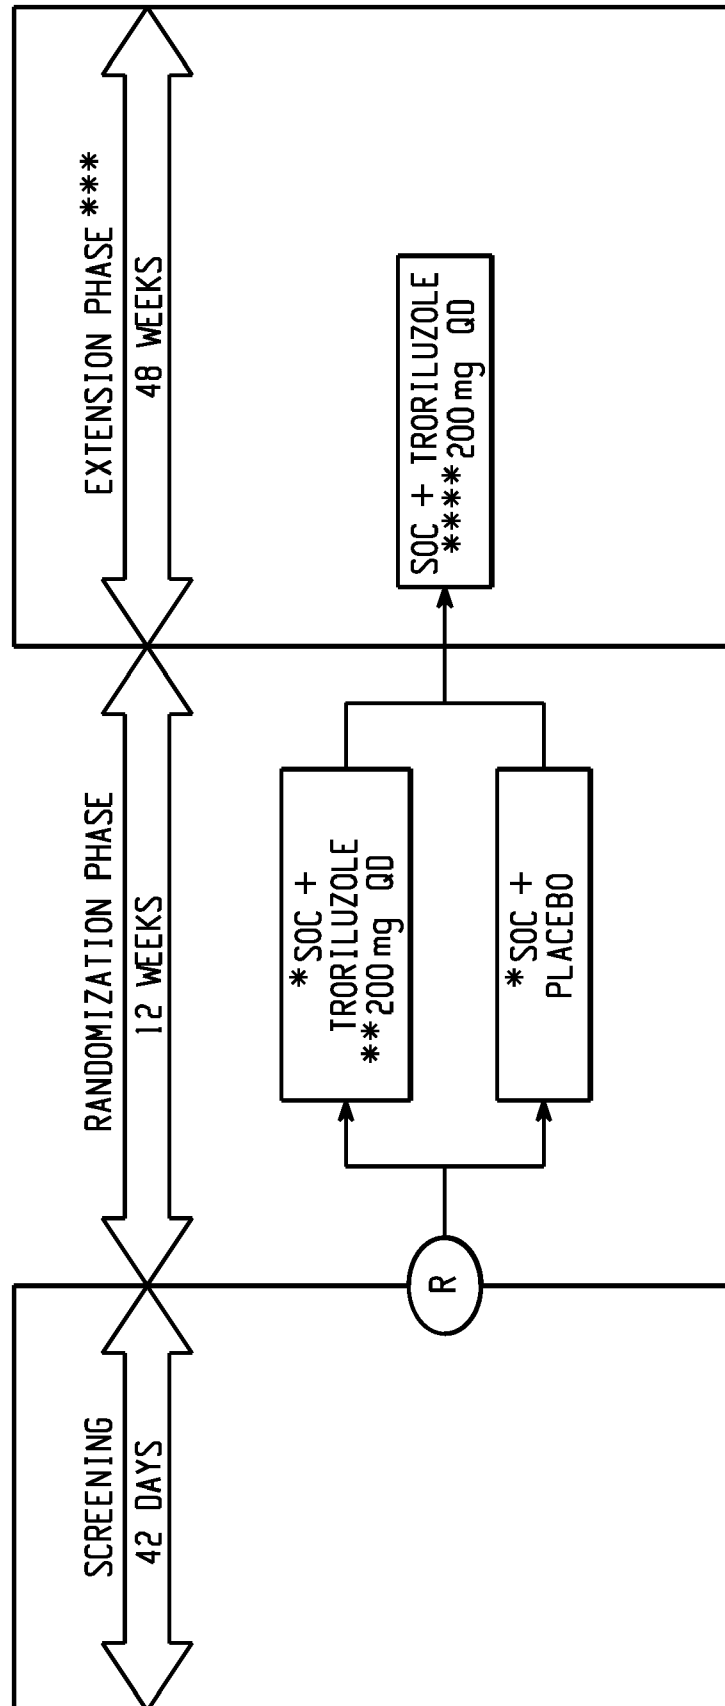 SCREENING
42 DAYS
RANDOMIZATION PHASE
12 WEEKS
EXTENSION PHASE ***
48 WEEKS
R
*SOC +
TRORILUZOLE
**200mg QD
*SOC +
PLACEBO
SOC + TRORILUZOLE
****200mg QD